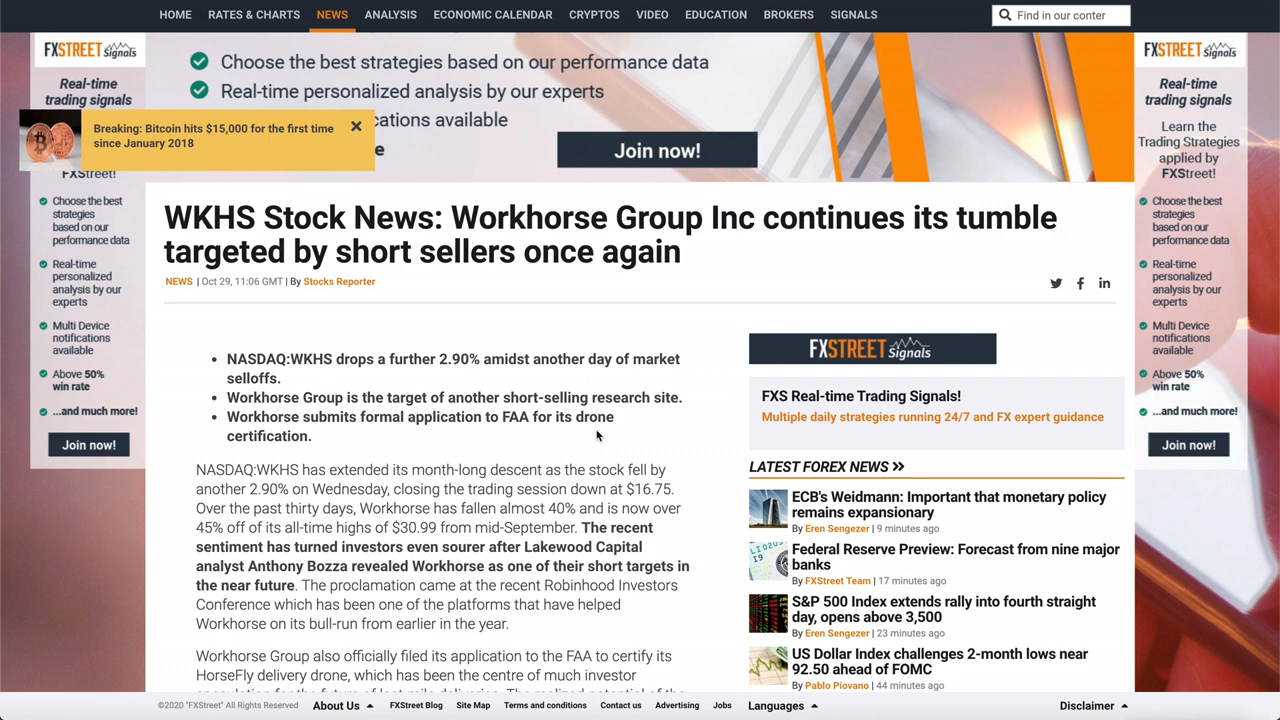 HOME RATES & CHARTS NEWS ANALYSIS ECONOMIC CALENDAR CRYPTOS VIDEO EDUCATION BROKERS SIGNALS
Find in our conter
FXSTREET Signals
Real-time
trading signals
FXStreet!
Choose the best
strategies
based on our
performance data
Real-time
personalized
analysis by our
experts
Multi Device
notifications
available
Above 50%
win rate
...and much more!
Join now!
Breaking: Bitcoin hits $15,000 for the first time
since January 2018
Choose the best strategies based on our performance data
Real-time personalized analysis by our experts
cations available
e
Join now!
FXSTREET Signals
Real-time
trading signals
Learn the
Trading Strategies
applied by
FXStreet!
Choose the best
strategies
based on our
performance data
Real-time
personalized
analysis by our
experts
Multi Device
notifications
available
Above 50%
win rate
...and much more!
Join now!
WKHS Stock News: Workhorse Group Inc continues its tumble
targeted by short sellers once again
NEWS | Oct 29, 11:06 GMT | By Stocks Reporter
NASDAQ:WKHS drops a further 2.90% amidst another day of market
selloffs.
Workhorse Group is the target of another short-selling research site.
Workhorse submits formal application to FAA for its drone
certification.
NASDAQ:WKHS has extended its month-long descent as the stock fell by
another 2.90% on Wednesday, closing the trading session down at $16.75.
Over the past thirty days, Workhorse has fallen almost 40% and is now over
45% off of its all-time highs of $30.99 from mid-September. The recent
sentiment has turned investors even sourer after Lakewood Capital
analyst Anthony Bozza revealed Workhorse as one of their short targets in
the near future. The proclamation came at the recent Robinhood Investors
Conference which has been one of the platforms that have helped
Workhorse on its bull-run from earlier in the year.
Workhorse Group also officially filed its application to the FAA to certify its
HorseFly delivery drone, which has been the centre of much investor
speculation for the future of last-mile deliveries. The realized potential of the
FXSTREET Signals
FXS Real-time Trading Signals!
Multiple daily strategies running 24/7 and FX expert guidance
LATEST FOREX NEWS
ECB's Weidmann: Important that monetary policy
remains expansionary
By Eren Sengezer | 9 minutes ago
Federal Reserve Preview: Forecast from nine major
banks
By FXStreet Team | 17 minutes ago
S&P 500 Index extends rally into fourth straight
day, opens above 3,500
By Eren Sengezer | 23 minutes ago
US Dollar Index challenges 2-month lows near
92.50 ahead of FOMC
By Pablo Piovano | 44 minutes ago
©2020 "FXStreet" All Rights Reserved About Us FXStreet Blog Site Map Terms and conditions Contact us Advertising Jobs Languages Disclaimer